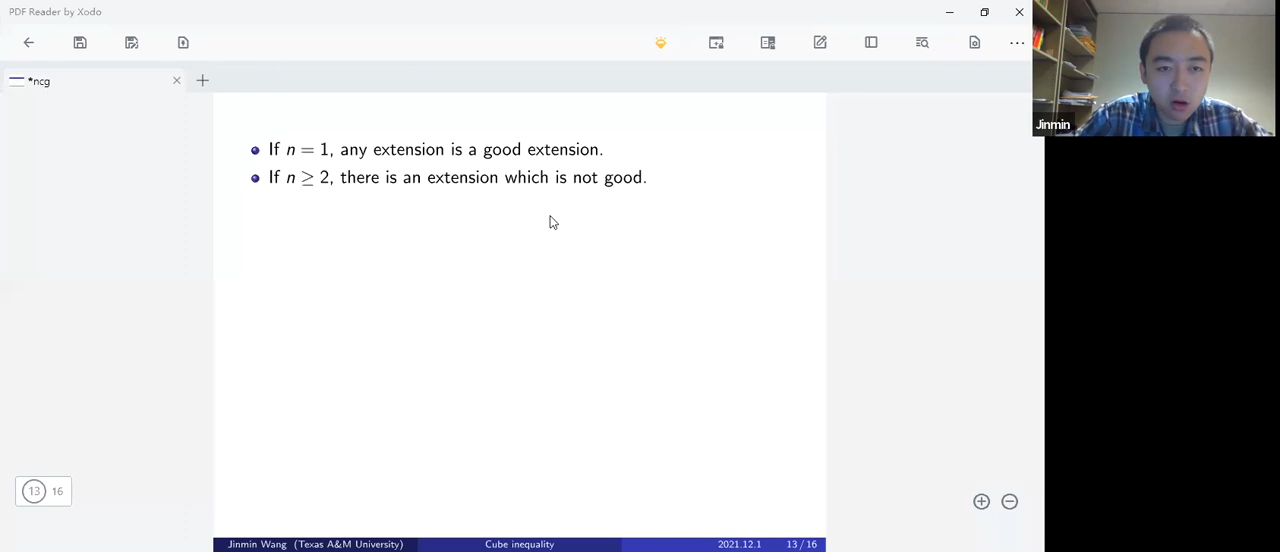 PDF Reader by Xodo
*ncg
If n = 1, any extension is a good extension.
If n ≥ 2, there is an extension which is not good.
Jinmin
13 16
Jinmin Wang (Texas A&M University) Cube inequality 2021.12.1 13 / 16